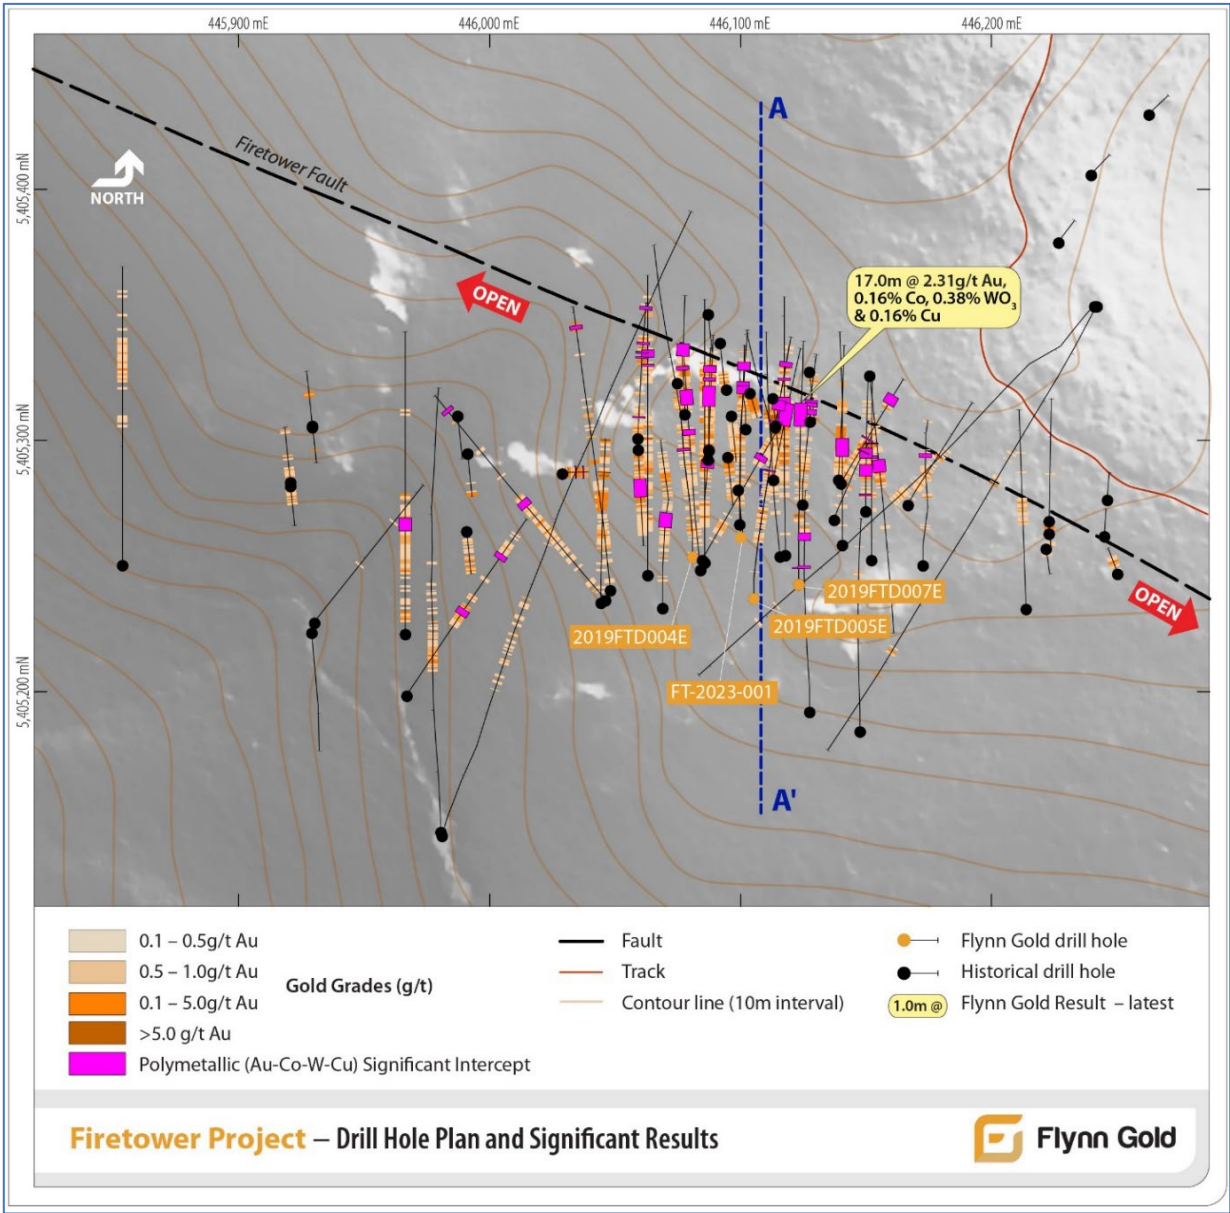 445,900 mE
446,000 mE
446,100 mE
446,200 mE
5,405,400 mN
5,405,300 mN
5,405,200 mN
NORTH
Firetower Fault
A
OPEN
17.0m @ 2.31g/t Au,
0.16% Co, 0.38% WO₃
& 0.16% Cu
2019FTD007E
2019FTD005E
2019FTD004E
FT-2023-001
OPEN
A'
0.1 – 0.5g/t Au
0.5 – 1.0g/t Au
0.1 – 5.0g/t Au
>5.0 g/t Au
Gold Grades (g/t)
Polymetallic (Au-Co-W-Cu) Significant Intercept
Fault
Track
Contour line (10m interval)
Flynn Gold drill hole
Historical drill hole
1.0m @ Flynn Gold Result – latest
Firetower Project – Drill Hole Plan and Significant Results
Flynn Gold